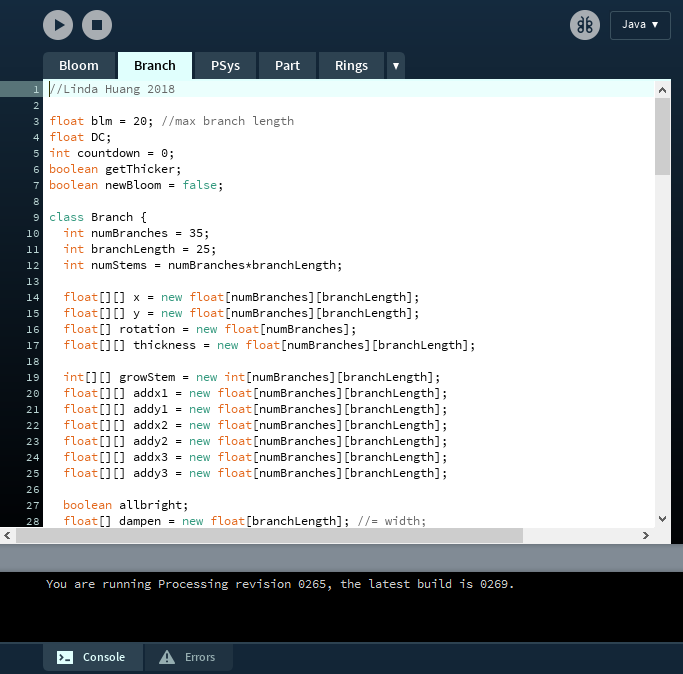 Java ▼
Bloom Branch PSys Part Rings ▼
1 //Linda Huang 2018
2
3 float blm = 20; //max branch length
4 float DC;
5 int countdown = 0;
6 boolean getThicker;
7 boolean newBloom = false;
8
9 class Branch {
10 int numBranches = 35;
11 int branchLength = 25;
12 int numStems = numBranches*branchLength;
13
14 float[][] x = new float[numBranches][branchLength];
15 float[][] y = new float[numBranches][branchLength];
16 float[] rotation = new float[numBranches];
17 float[][] thickness = new float[numBranches][branchLength];
18
19 int[][] growStem = new int[numBranches][branchLength];
20 float[][] addx1 = new float[numBranches][branchLength];
21 float[][] addy1 = new float[numBranches][branchLength];
22 float[][] addx2 = new float[numBranches][branchLength];
23 float[][] addy2 = new float[numBranches][branchLength];
24 float[][] addx3 = new float[numBranches][branchLength];
25 float[][] addy3 = new float[numBranches][branchLength];
26
27 boolean allbright;
28 float[] dampen = new float[branchLength]; //= width;
You are running Processing revision 0265, the latest build is 0269.
Console Errors